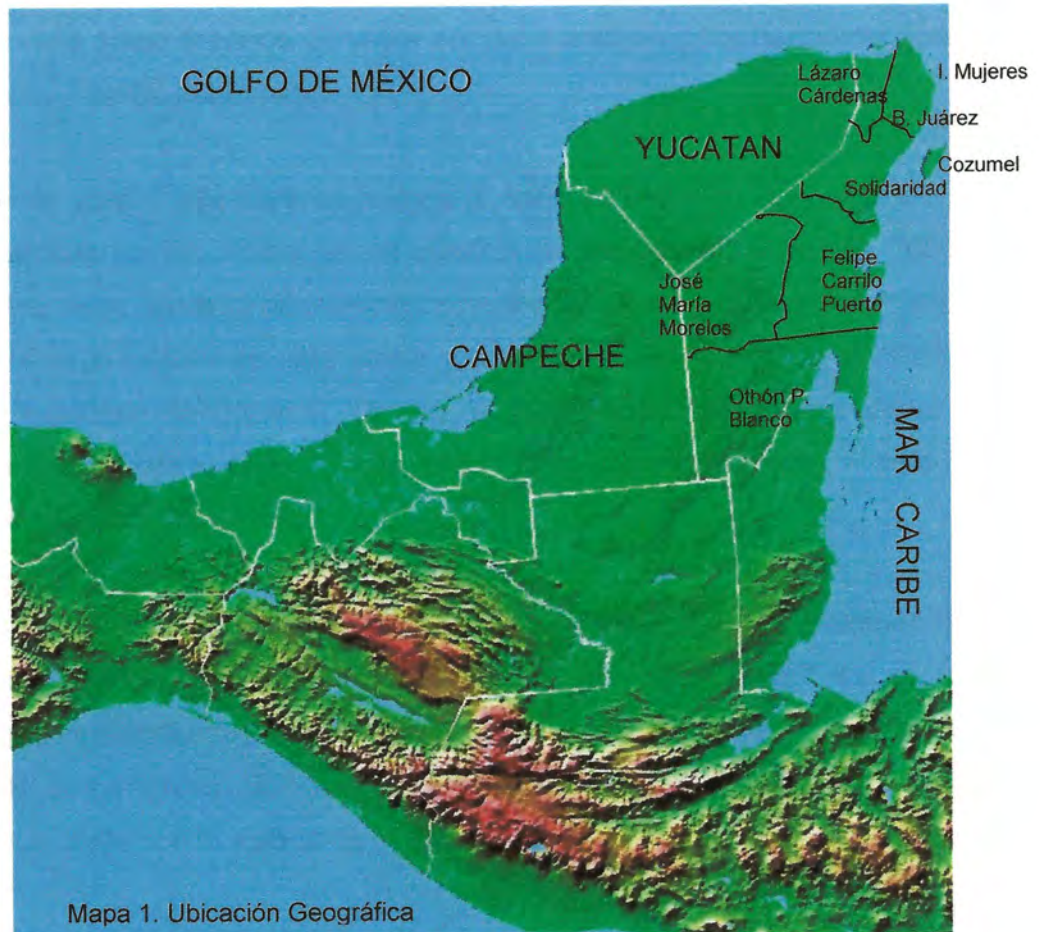 GOLFO DE MÉXICO
Lázaro
Cárdenas
I. Mujeres
B. Juárez
YUCATAN
Cozumel
Solidaridad
Felipe
Carrilo
Puerto
José
María
Morelos
CAMPECHE
Othón P.
Blanco
MAR CARIBE
Mapa 1. Ubicación Geográfica